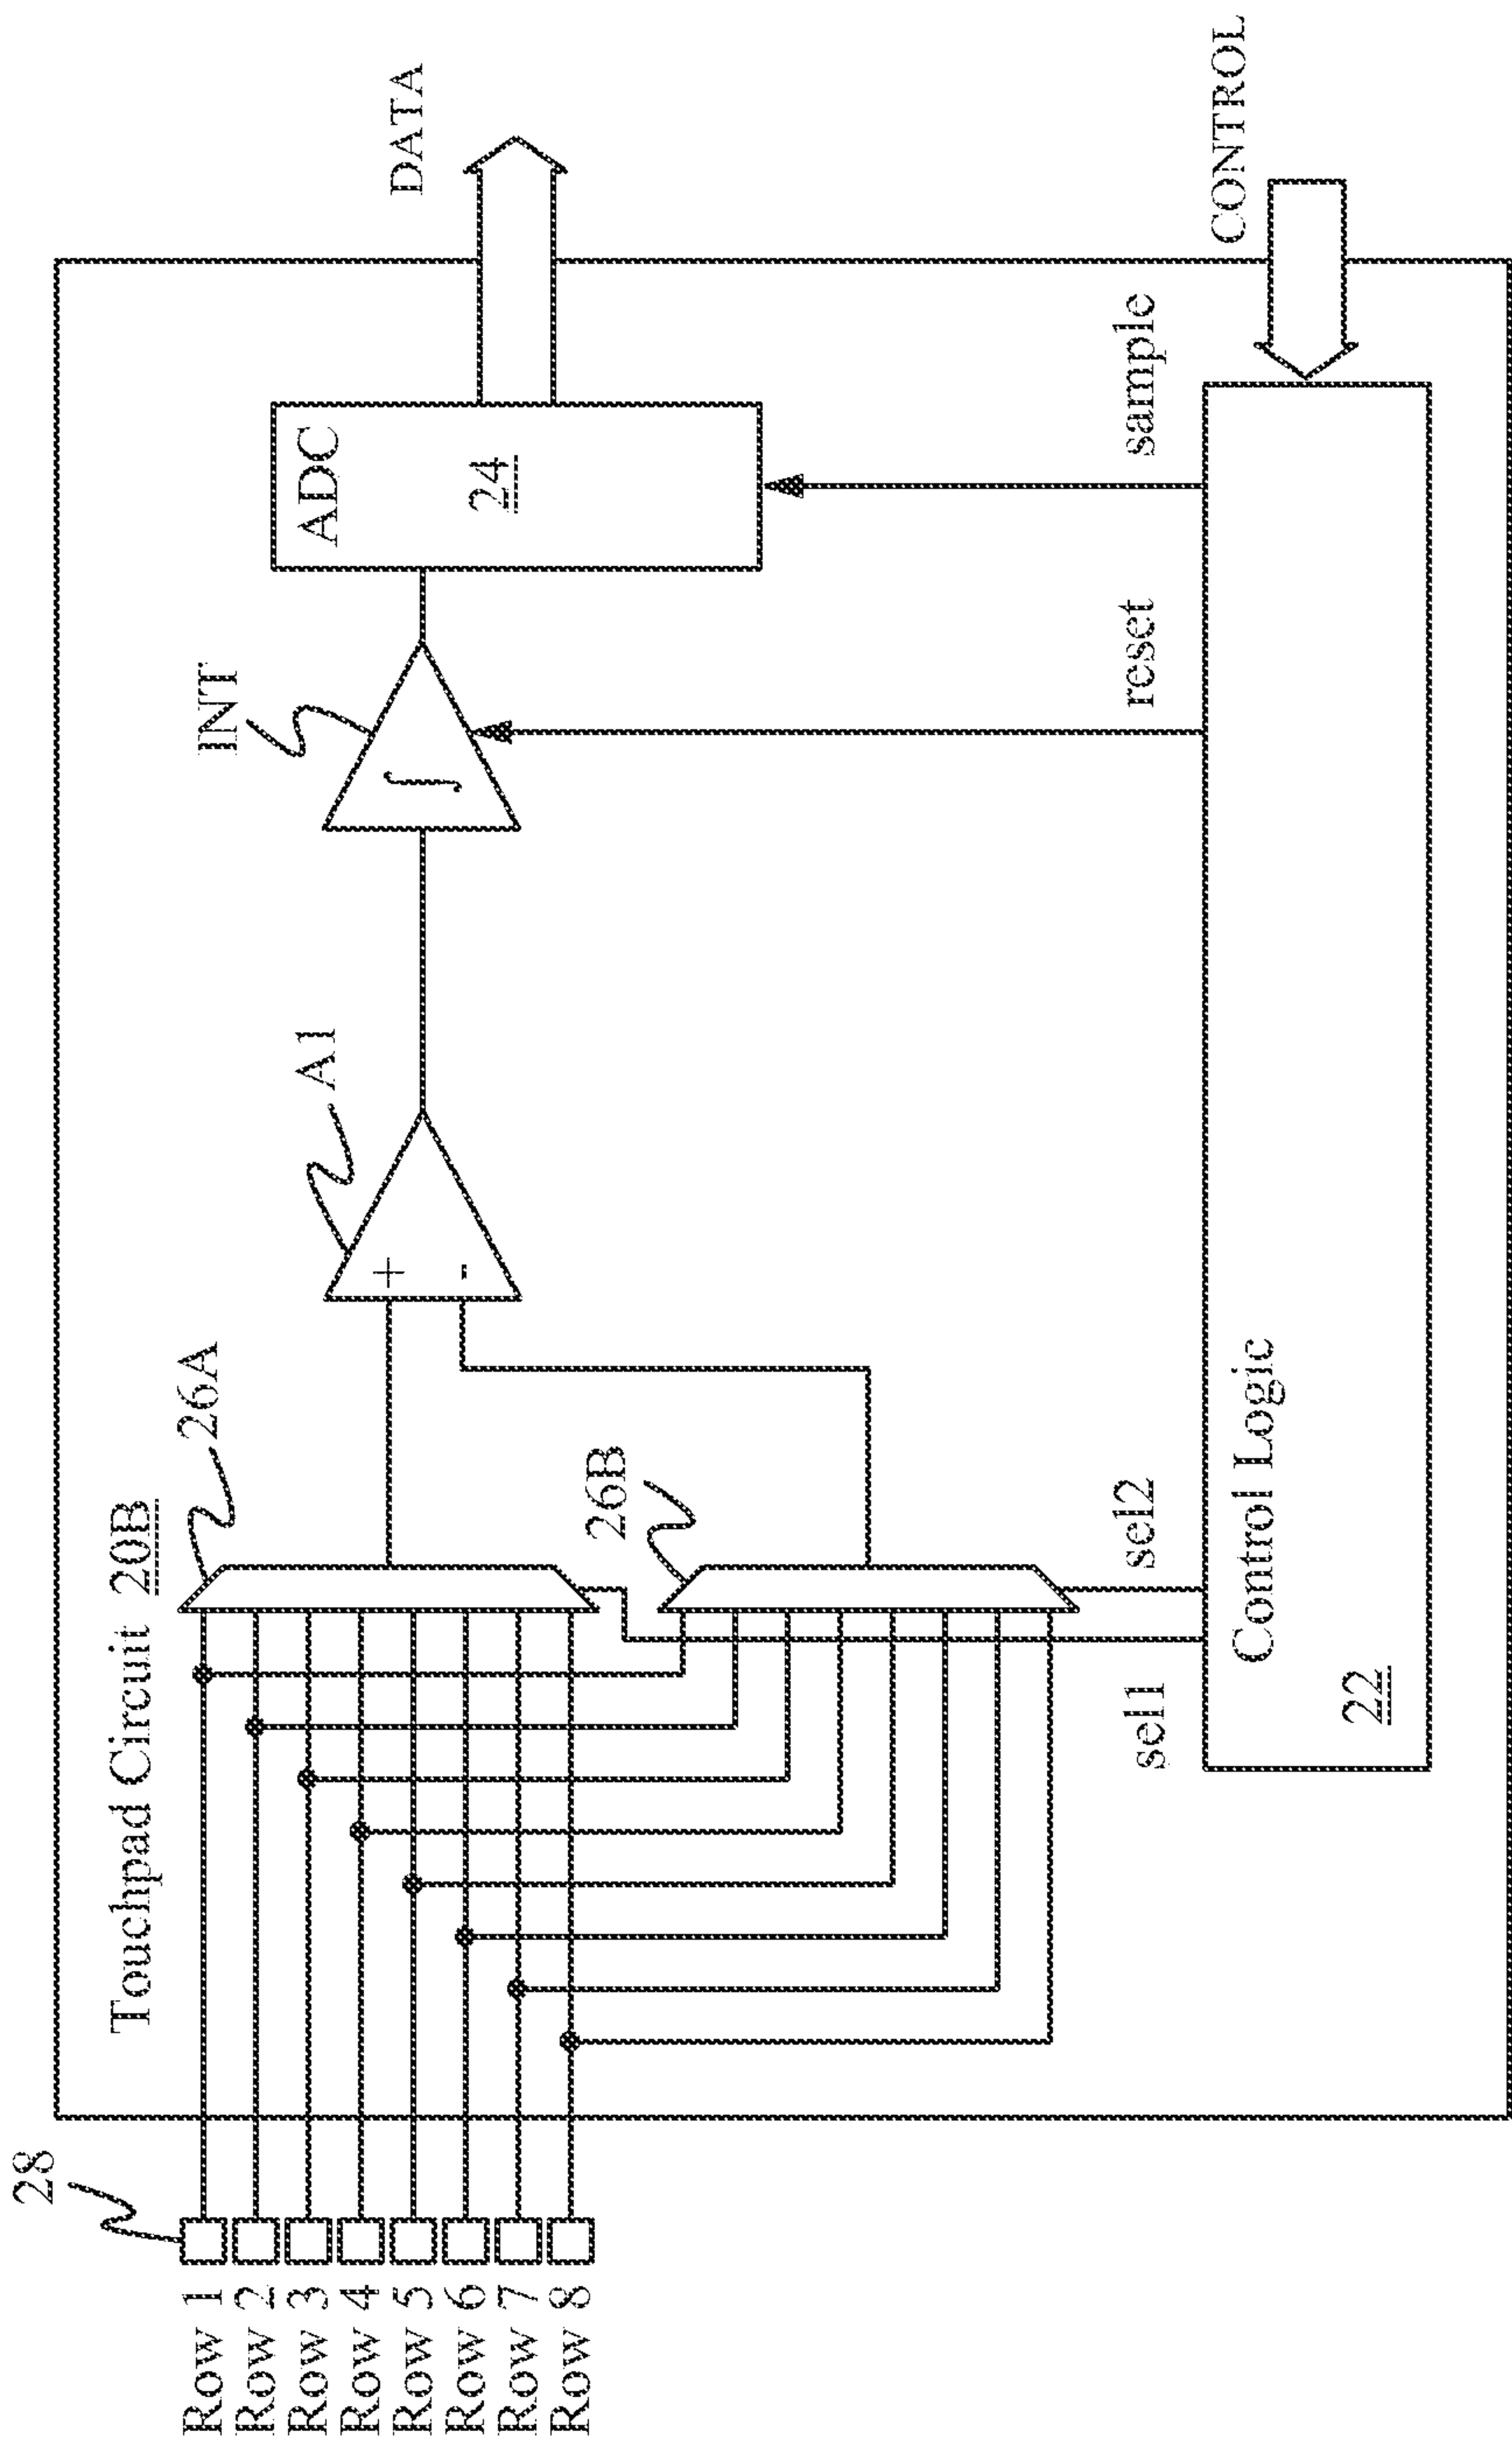 28
Touchpad Circuit 20B
Row 1
Row 2
Row 3
Row 4
Row 5
Row 6
Row 7
Row 8
26A
26B
A1
+
-
INT
∫
ADC
24
DATA
sel1
sel2
reset
sample
Control Logic
22
CONTROL